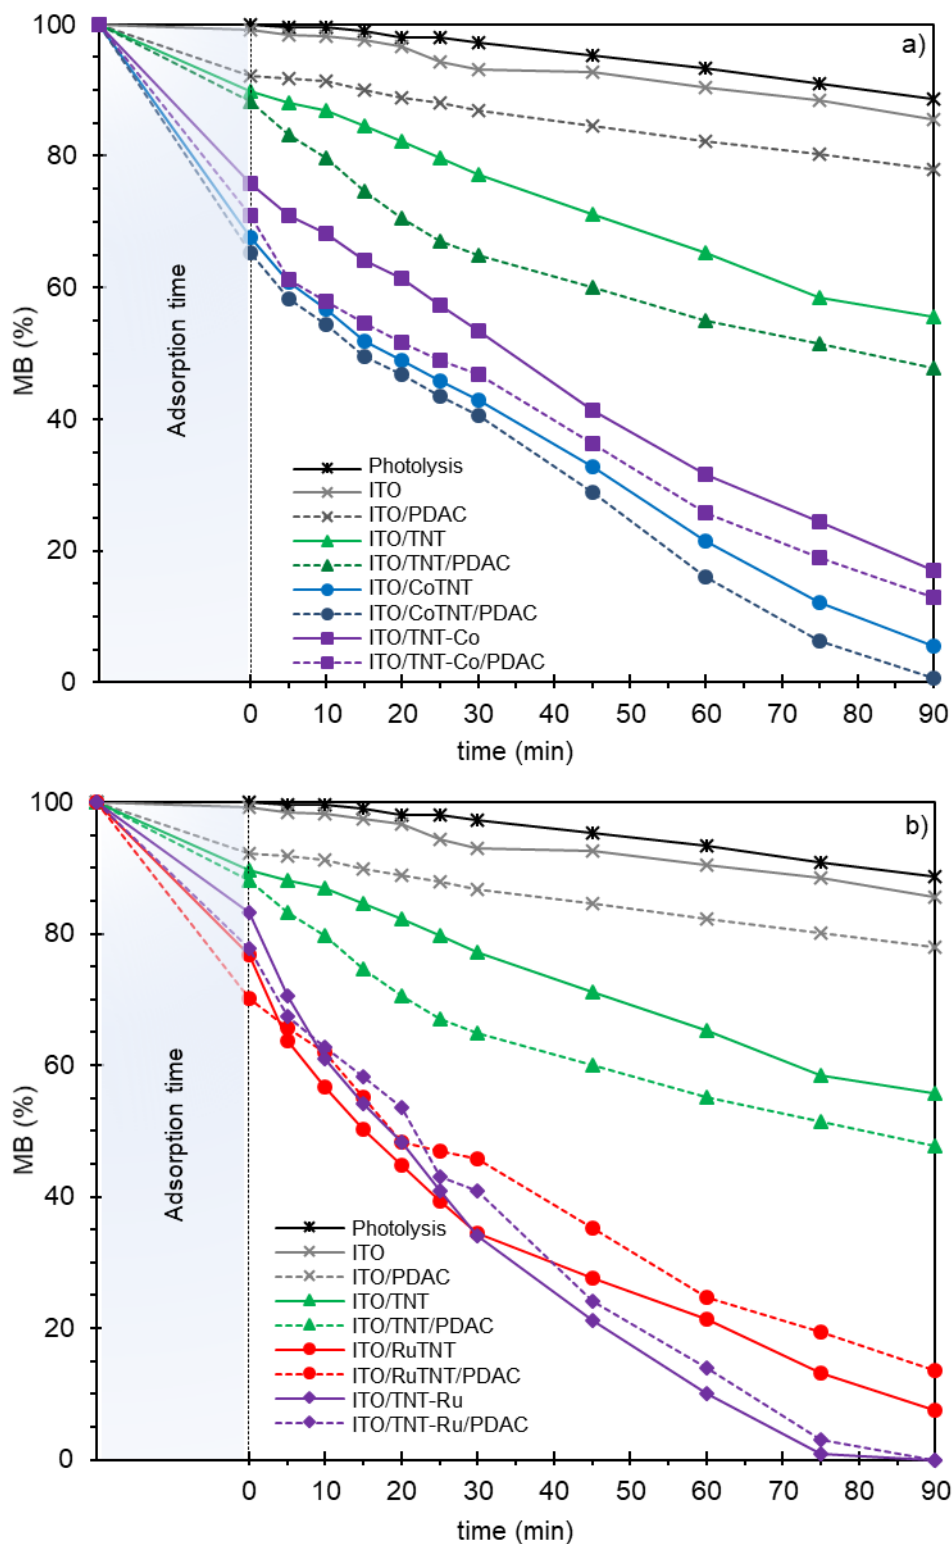 a)
100
80
60
40
20
0
MB (%)
Adsorption time
Photolysis
ITO
ITO/PDAC
ITO/TNT
ITO/TNT/PDAC
ITO/CoTNT
ITO/CoTNT/PDAC
ITO/TNT-Co
ITO/TNT-Co/PDAC
0 10 20 30 40 50 60 70 80 90
time (min)
b)
100
80
60
40
20
0
MB (%)
Adsorption time
Photolysis
ITO
ITO/PDAC
ITO/TNT
ITO/TNT/PDAC
ITO/RuTNT
ITO/RuTNT/PDAC
ITO/TNT-Ru
ITO/TNT-Ru/PDAC
0 10 20 30 40 50 60 70 80 90
time (min)